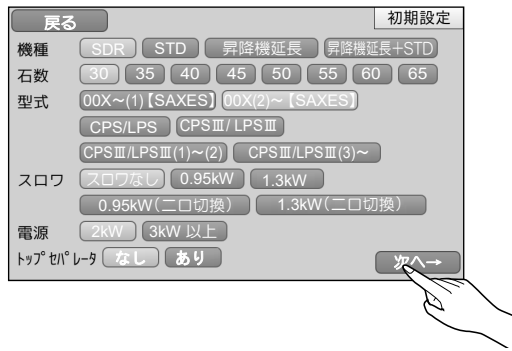 戻る 初期設定
機種 SDR STD 昇降機延長 昇降機延長+STD
石数 30 35 40 45 50 55 60 65
型式 00X～(1)【SAXES】 00X(2)～【SAXES】
CPS/LPS CPSⅢ/LPSⅢ
CPSⅢ/LPSⅢ(1)～(2) CPSⅢ/LPSⅢ(3)～
スロワ スロワなし 0.95kW 1.3kW
0.95kW(二口切換) 1.3kW(二口切換)
電源 2kW 3kW 以上
トップセパレータ なし あり 次へ→